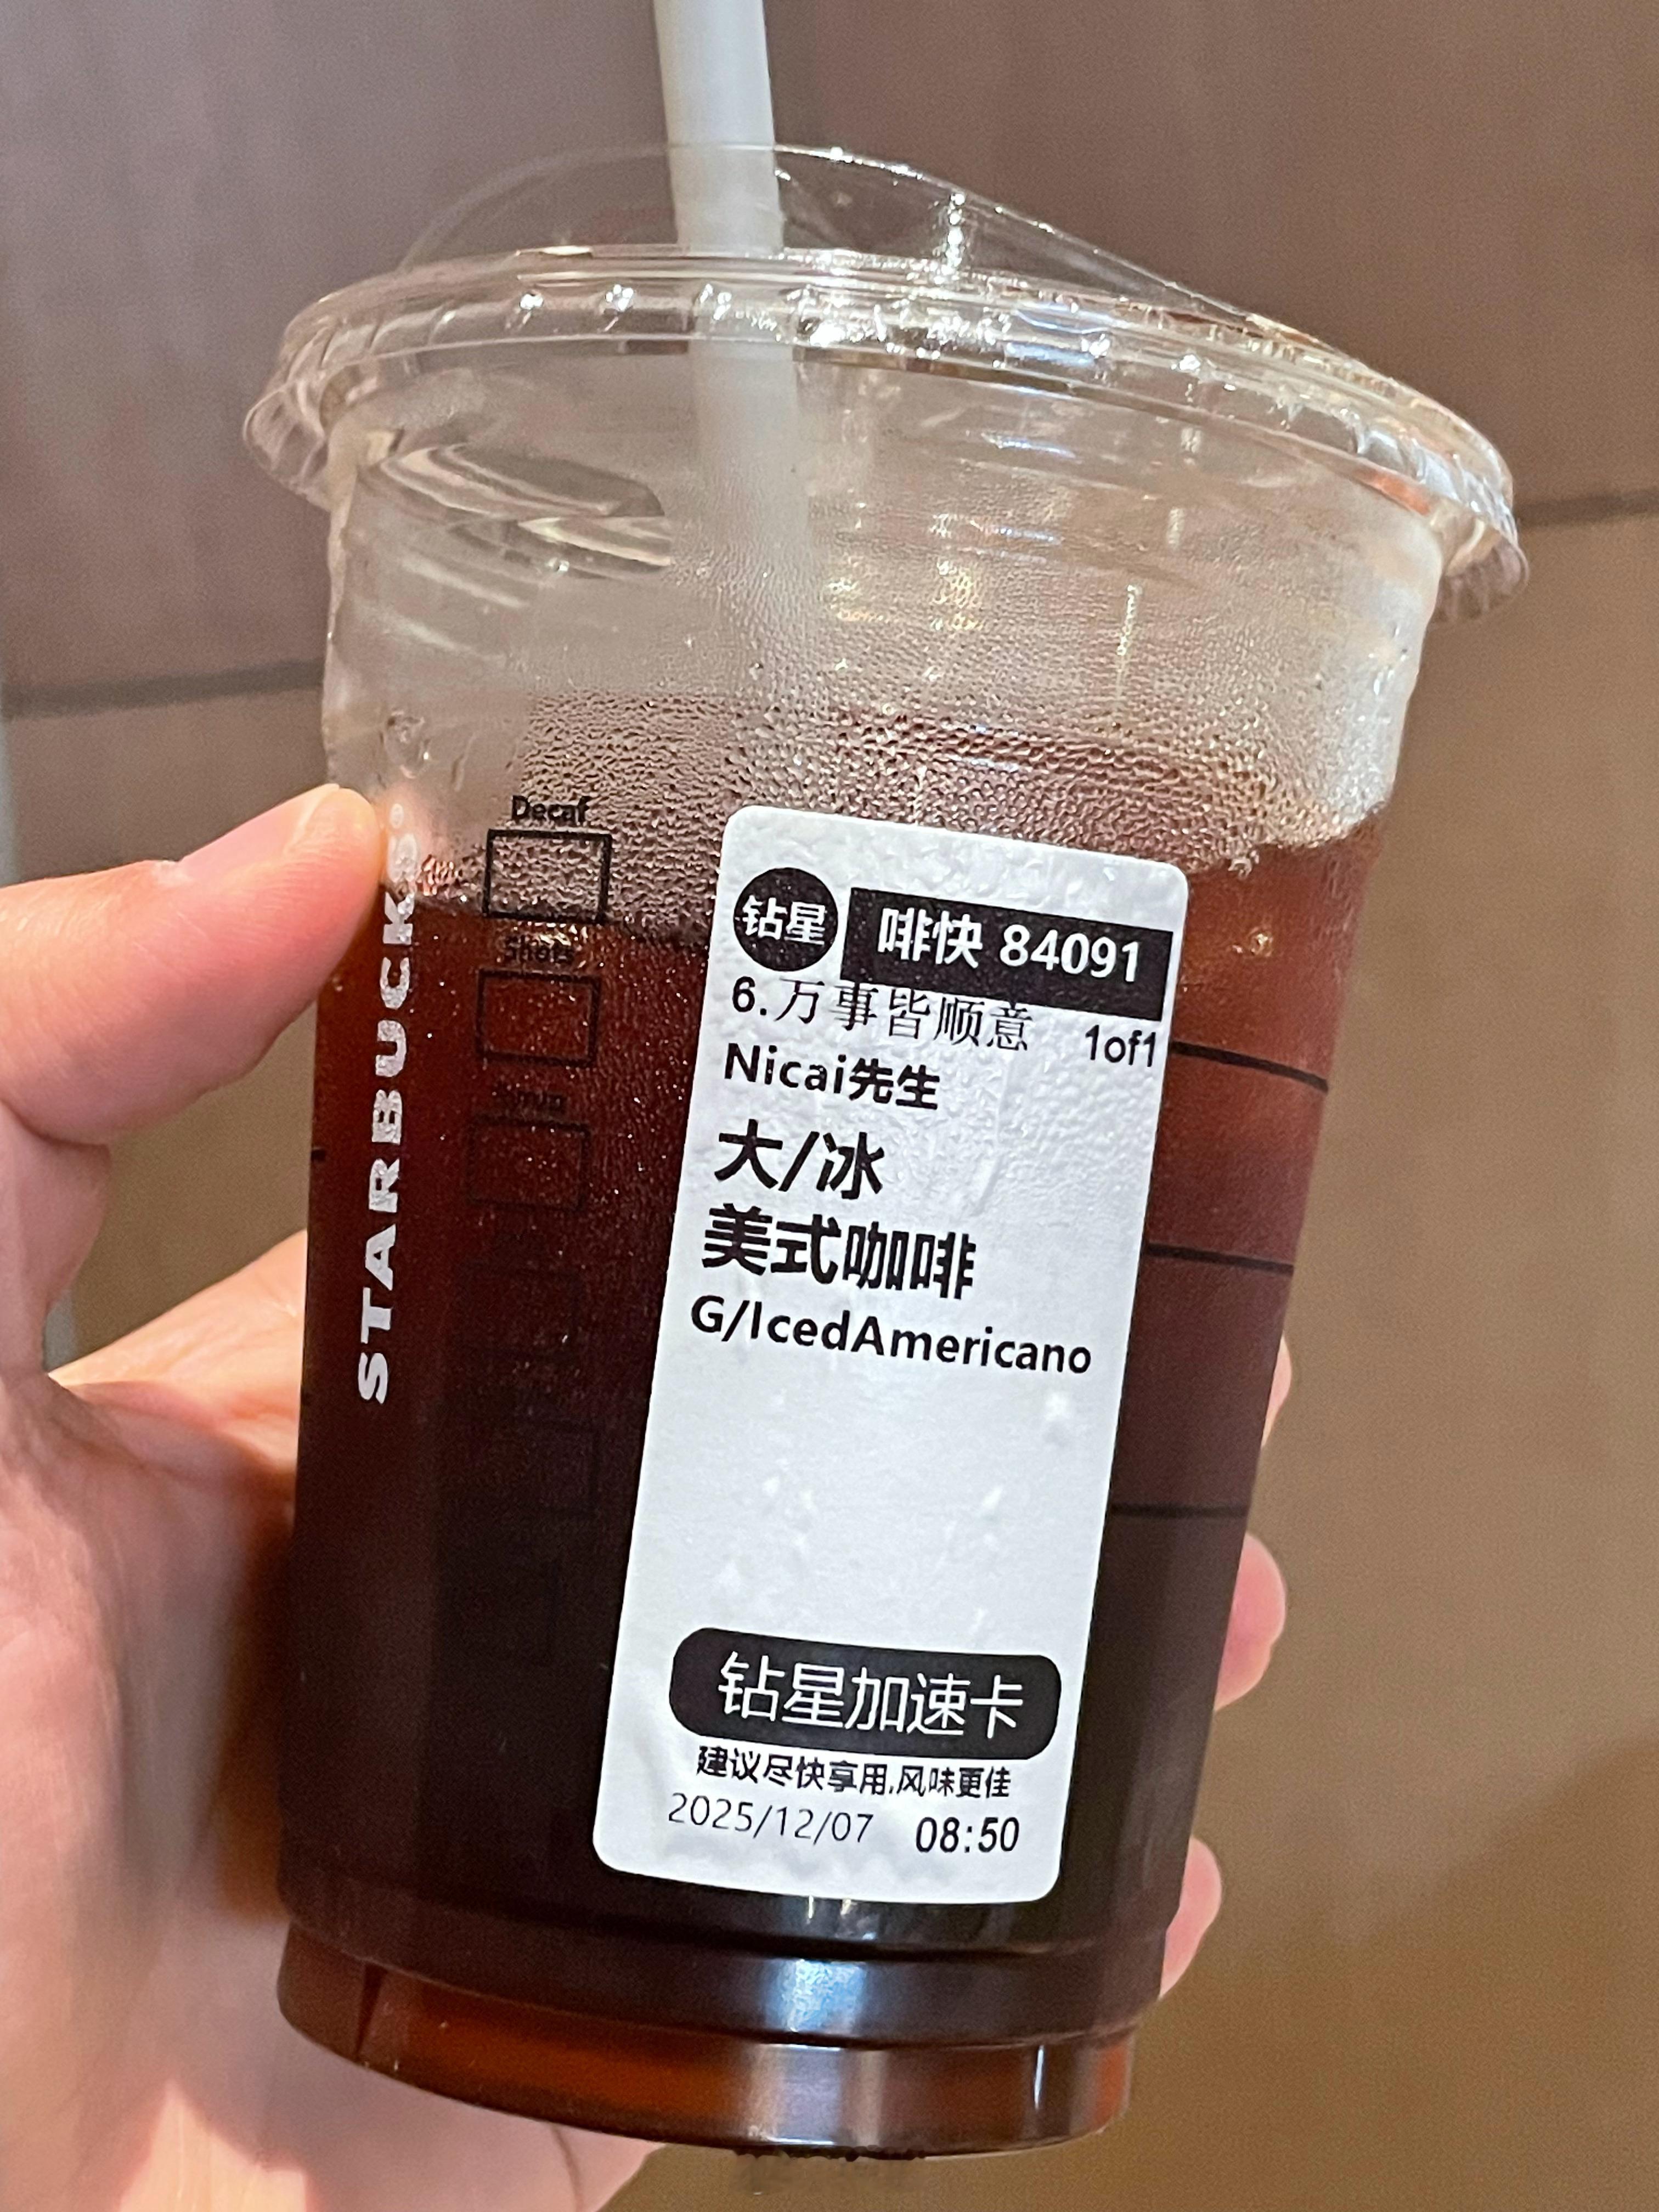 STARBUCKS
Decaf
Shots
钻星
啡快 84091
6.万事皆顺意 1of1
Nicai先生
大/冰
美式咖啡
G/IcedAmericano
钻星加速卡
建议尽快享用,风味更佳
2025/12/07 08:50